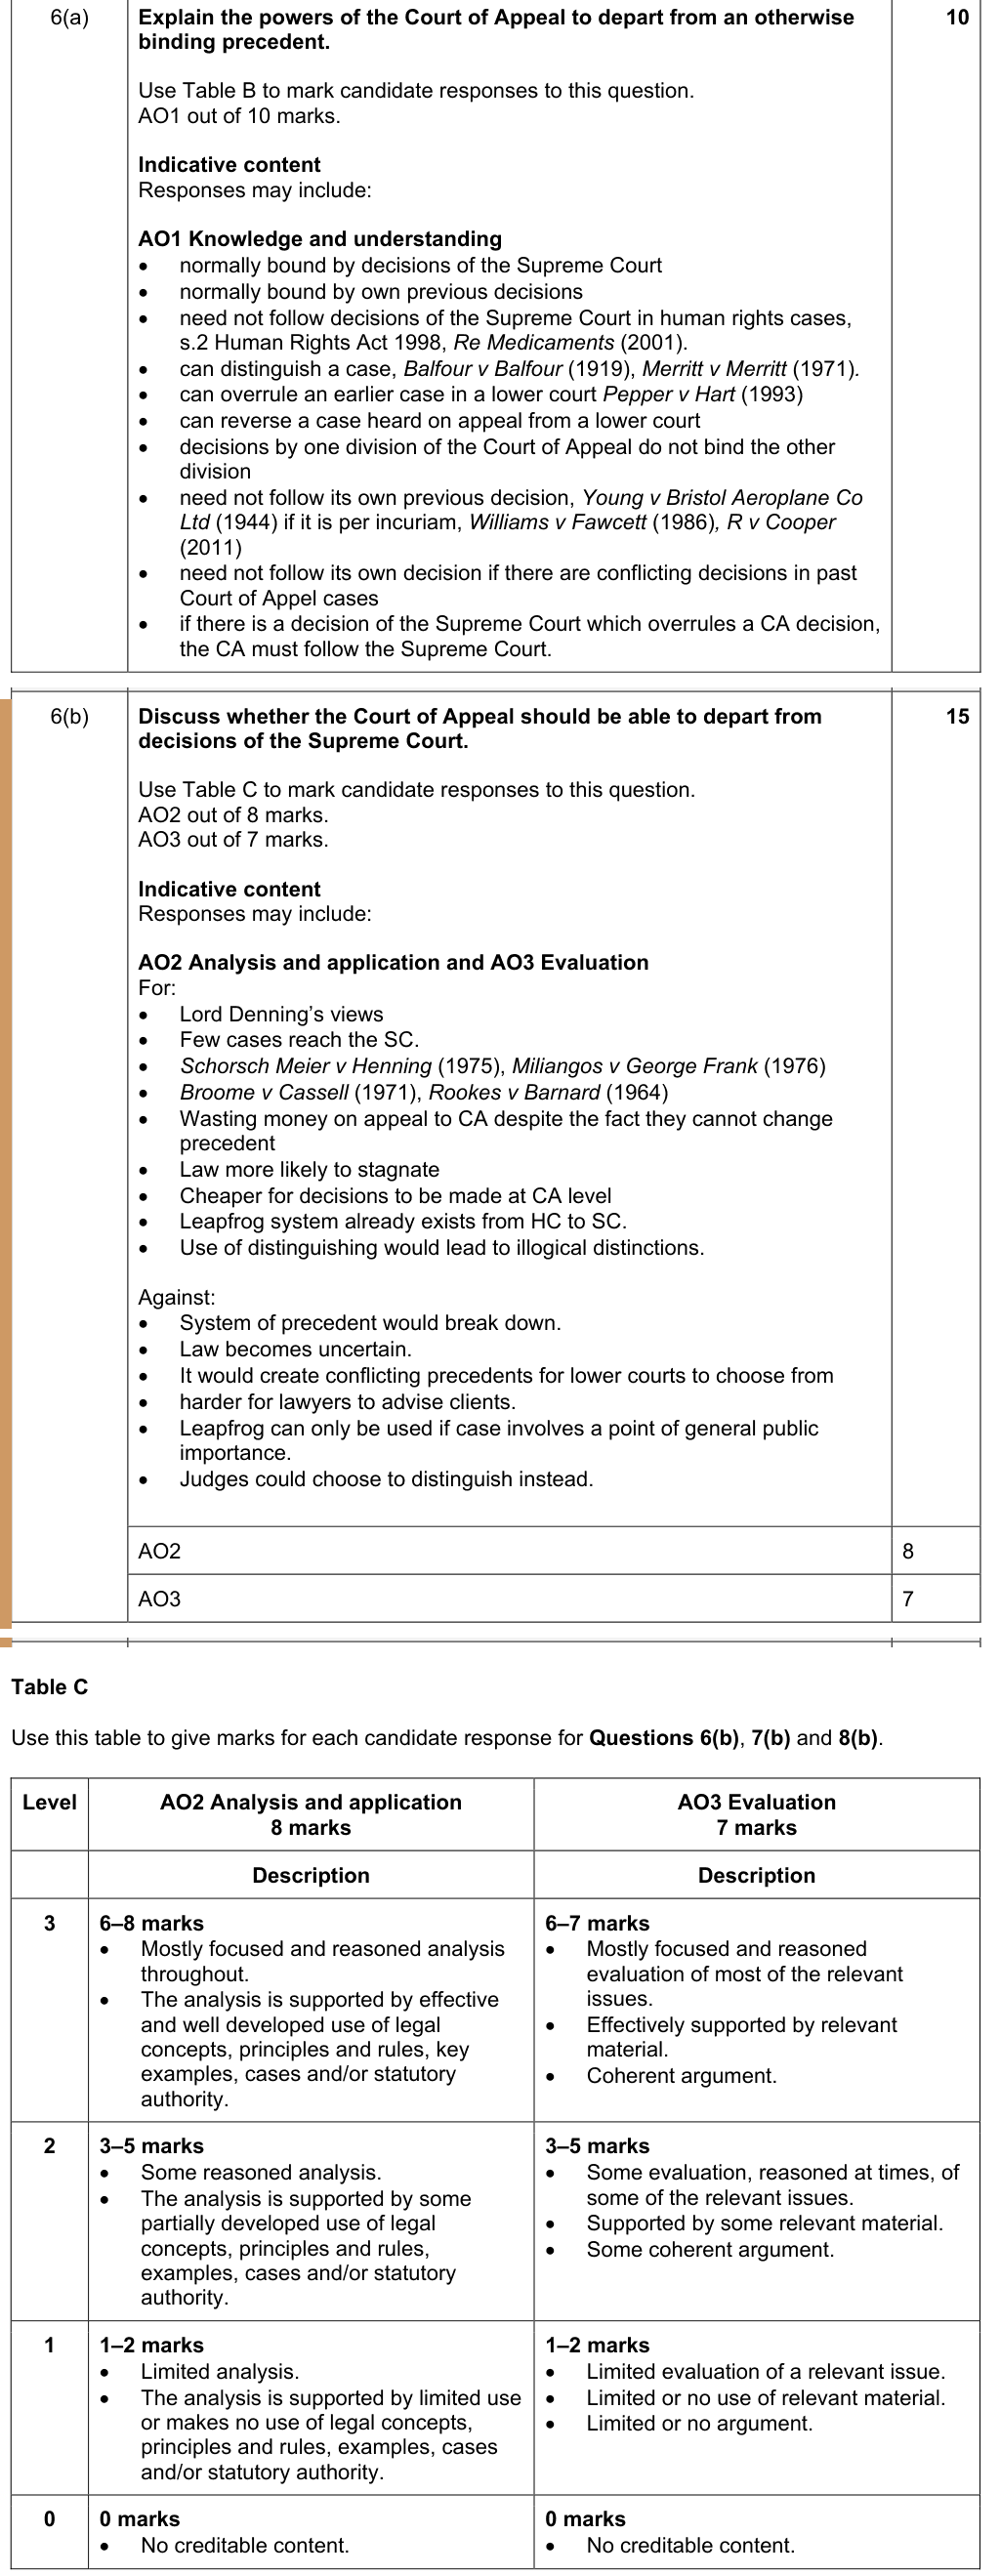 6(a)
Explain the powers of the Court of Appeal to depart from an otherwise
binding precedent.
10
Use Table B to mark candidate responses to this question.
AO1 out of 10 marks.
Indicative content
Responses may include:
AO1 Knowledge and understanding
• normally bound by decisions of the Supreme Court
• normally bound by own previous decisions
• need not follow decisions of the Supreme Court in human rights cases,
s.2 Human Rights Act 1998, Re Medicaments (2001).
• can distinguish a case, Balfour v Balfour (1919), Merritt v Merritt (1971).
• can overrule an earlier case in a lower court Pepper v Hart (1993)
• can reverse a case heard on appeal from a lower court
• decisions by one division of the Court of Appeal do not bind the other
division
• need not follow its own previous decision, Young v Bristol Aeroplane Co
Ltd (1944) if it is per incuriam, Williams v Fawcett (1986), R v Cooper
(2011)
• need not follow its own decision if there are conflicting decisions in past
Court of Appel cases
• if there is a decision of the Supreme Court which overrules a CA decision,
the CA must follow the Supreme Court.
6(b)
Discuss whether the Court of Appeal should be able to depart from
decisions of the Supreme Court.
15
Use Table C to mark candidate responses to this question.
AO2 out of 8 marks.
AO3 out of 7 marks.
Indicative content
Responses may include:
AO2 Analysis and application and AO3 Evaluation
For:
• Lord Denning's views
• Few cases reach the SC.
• Schorsch Meier v Henning (1975), Miliangos v George Frank (1976)
• Broome v Cassell (1971), Rookes v Barnard (1964)
• Wasting money on appeal to CA despite the fact they cannot change
precedent
• Law more likely to stagnate
• Cheaper for decisions to be made at CA level
• Leapfrog system already exists from HC to SC.
• Use of distinguishing would lead to illogical distinctions.
Against:
• System of precedent would break down.
• Law becomes uncertain.
• It would create conflicting precedents for lower courts to choose from
• harder for lawyers to advise clients.
• Leapfrog can only be used if case involves a point of general public
importance.
• Judges could choose to distinguish instead.
AO2 8
AO3 7
Table C
Use this table to give marks for each candidate response for Questions 6(b), 7(b) and 8(b).
Level
AO2 Analysis and application
8 marks
AO3 Evaluation
7 marks
Description
Description
3
6–8 marks
• Mostly focused and reasoned analysis
throughout.
• The analysis is supported by effective
and well developed use of legal
concepts, principles and rules, key
examples, cases and/or statutory
authority.
6–7 marks
• Mostly focused and reasoned
evaluation of most of the relevant
issues.
• Effectively supported by relevant
material.
• Coherent argument.
2
3–5 marks
• Some reasoned analysis.
• The analysis is supported by some
partially developed use of legal
concepts, principles and rules,
examples, cases and/or statutory
authority.
3–5 marks
• Some evaluation, reasoned at times, of
some of the relevant issues.
• Supported by some relevant material.
• Some coherent argument.
1
1–2 marks
• Limited analysis.
• The analysis is supported by limited use
or makes no use of legal concepts,
principles and rules, examples, cases
and/or statutory authority.
1–2 marks
• Limited evaluation of a relevant issue.
• Limited or no use of relevant material.
• Limited or no argument.
0
0 marks
• No creditable content.
0 marks
• No creditable content.